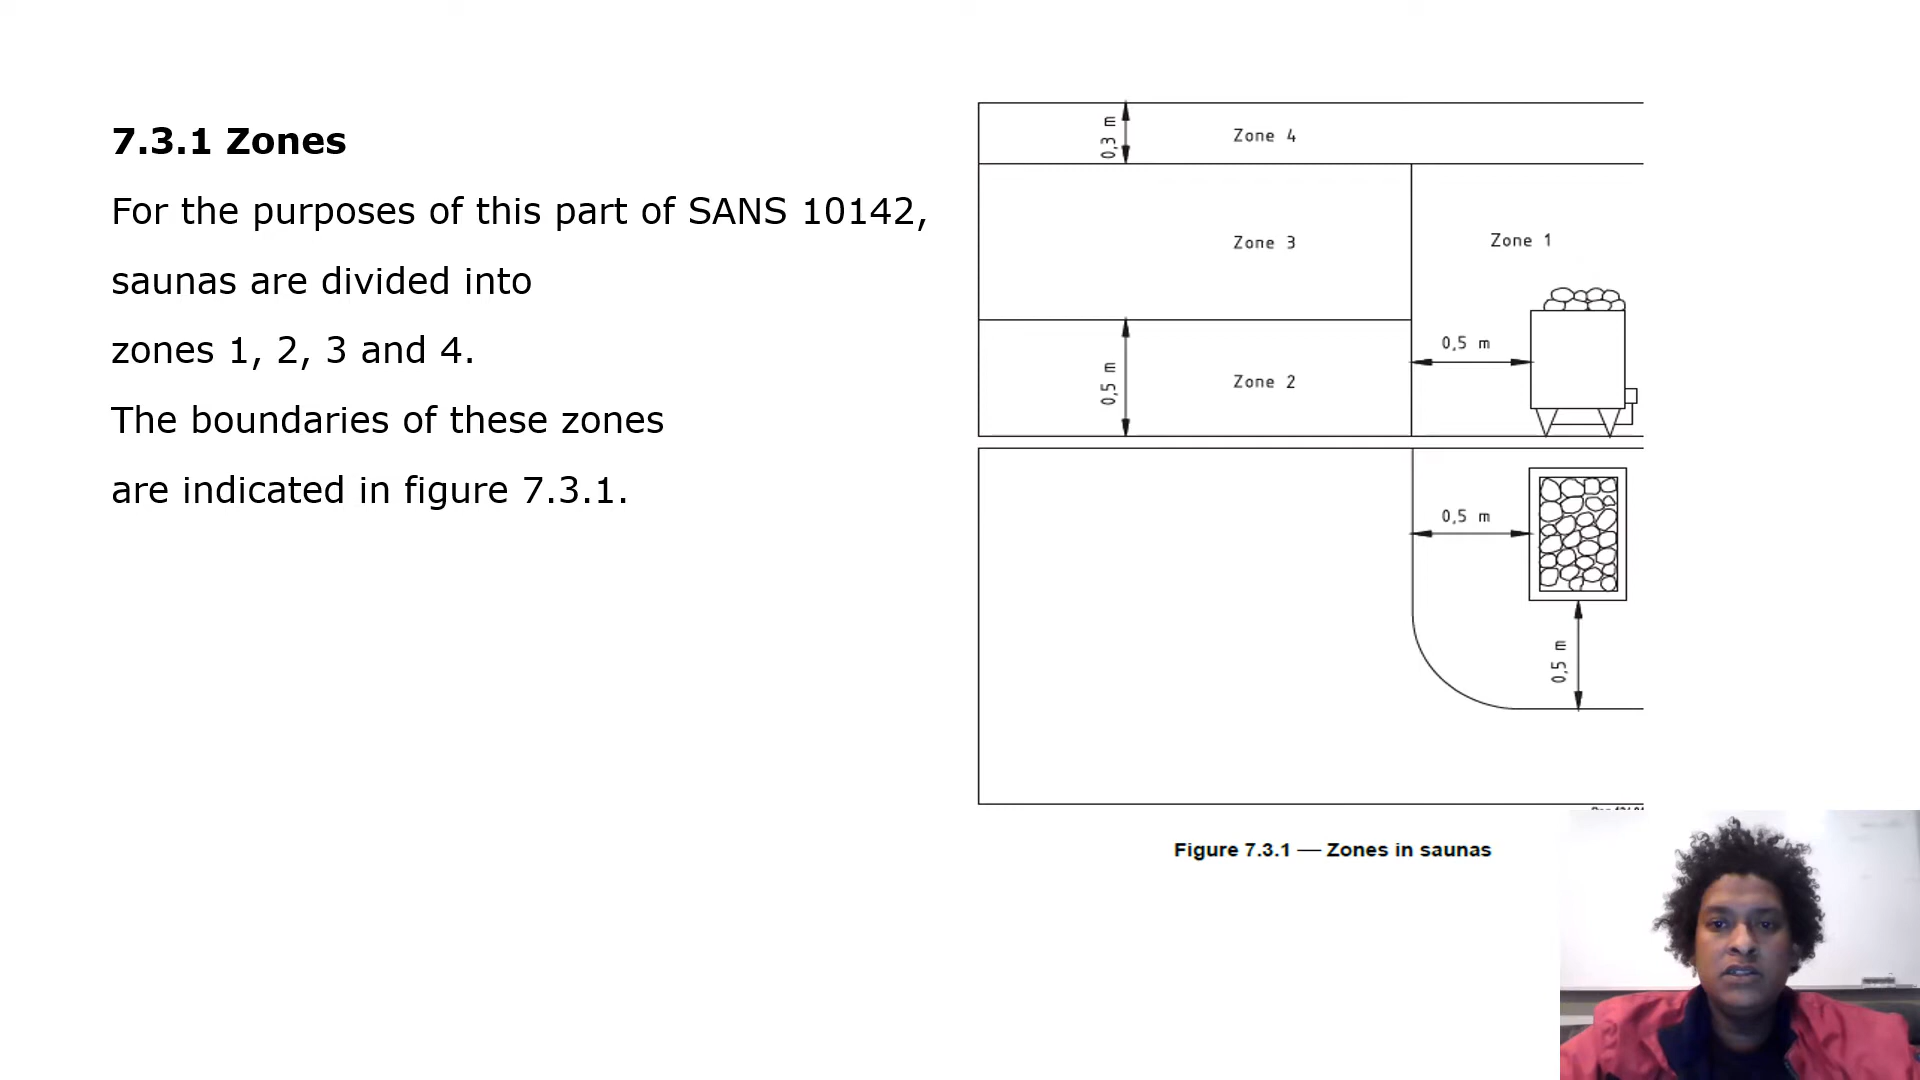 7.3.1 Zones
For the purposes of this part of SANS 10142,
saunas are divided into
zones 1, 2, 3 and 4.
The boundaries of these zones
are indicated in figure 7.3.1.
0,3 m
Zone 4
Zone 3
Zone 1
0,5 m
0,5 m
Zone 2
0,5 m
0,5 m
Figure 7.3.1 — Zones in saunas